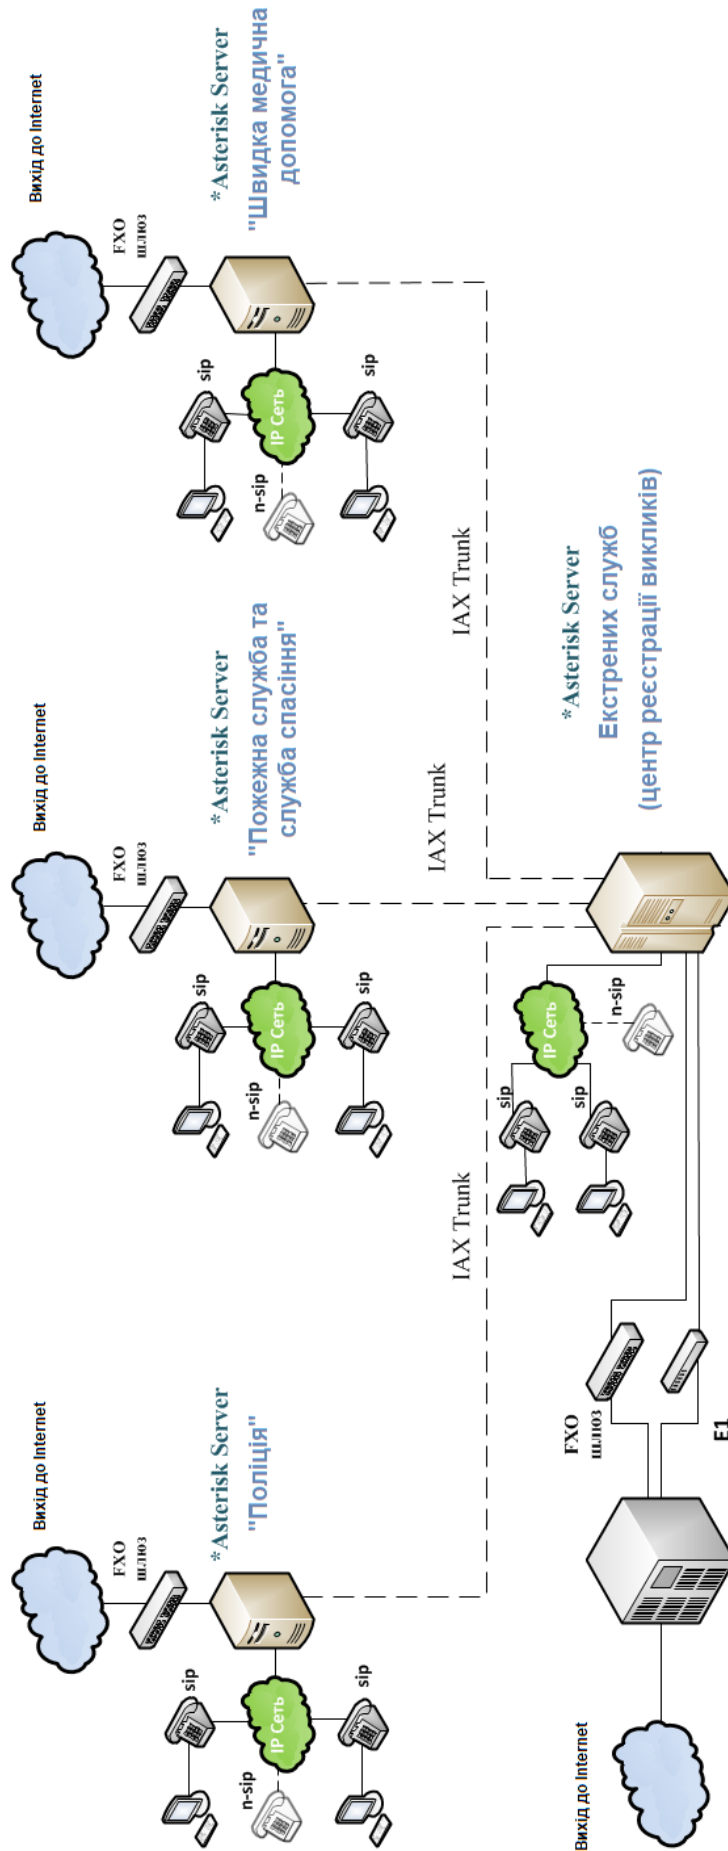 Вихід до Internet
FXO
шлюз
*Asterisk Server
"Поліція"
sip
IP Сеть
n-sip
sip
Вихід до Internet
FXO
шлюз
*Asterisk Server
"Пожежна служба та
служба спасіння"
sip
IP Сеть
n-sip
sip
Вихід до Internet
FXO
шлюз
*Asterisk Server
"Швидка медична
допомога"
sip
IP Сеть
n-sip
sip
IAX Trunk
IAX Trunk
IAX Trunk
sip
sip
IP Сеть
n-sip
*Asterisk Server
Екстрених служб
(центр реєстрації викликів)
Вихід до Internet
FXO
шлюз
E1